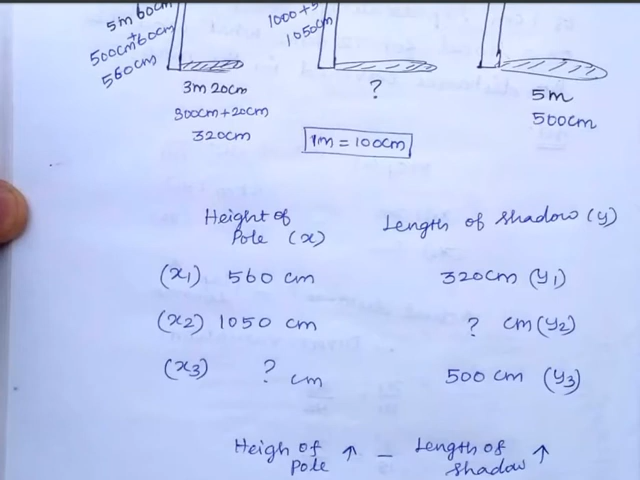 5m 60cm
+
500cm 60cm
560cm
3m 20cm
300cm + 20cm
320cm
1000 + 5
1050cm
?
1m = 100cm
5m
500cm
Height of Pole (x) Length of shadow (y)
(x1) 560 cm 320cm (y1)
(x2) 1050 cm ? cm (y2)
(x3) ? cm 500 cm (y3)
Heigh of Pole ↑ – Length of shadow ↑